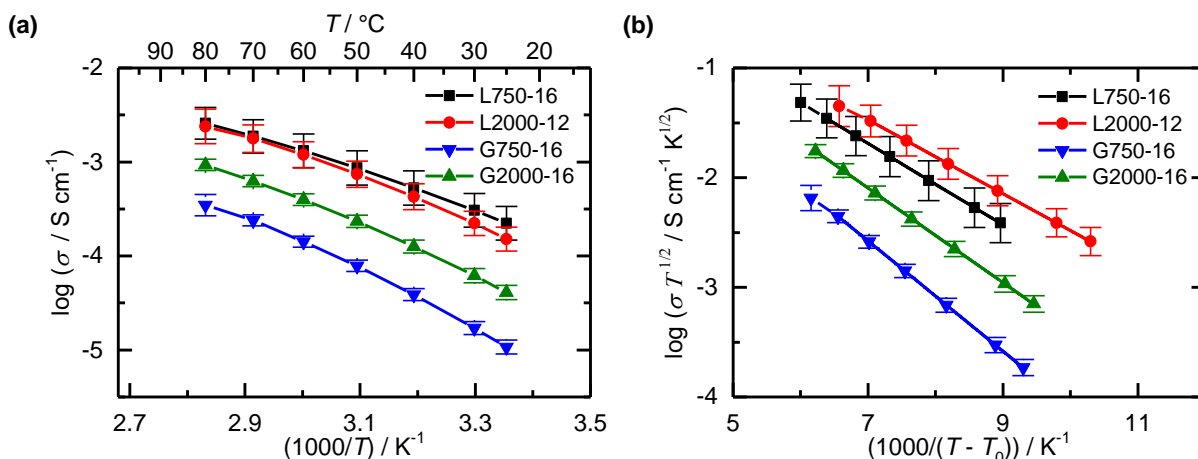 (a)
T / °C
90 80 70 60 50 40 30 20
-2
-3
-4
-5
log (σ / S cm⁻¹)
L750-16
L2000-12
G750-16
G2000-16
2.7 2.9 3.1 3.3 3.5
(1000/T) / K⁻¹
(b)
-1
-2
-3
-4
log (σ T¹/² / S cm⁻¹ K¹/²)
L750-16
L2000-12
G750-16
G2000-16
5 7 9 11
(1000/(T - T₀)) / K⁻¹